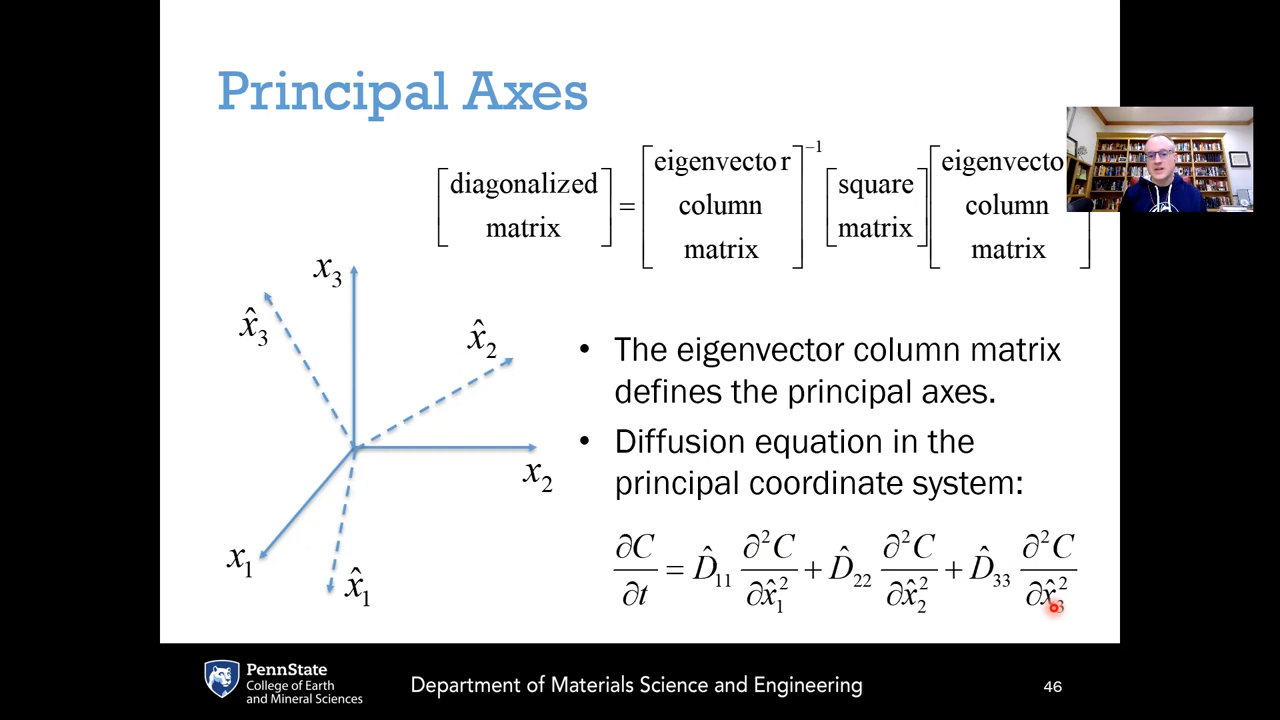 Principal Axes
[diagonalized matrix] = [eigenvecto r column matrix]⁻¹ [square matrix] [eigenvecto column matrix]
x₃
x̂₃
x̂₂
x₂
x₁
x̂₁
• The eigenvector column matrix
defines the principal axes.
• Diffusion equation in the
principal coordinate system:
∂C/∂t = D̂₁₁ ∂²C/∂x̂₁² + D̂₂₂ ∂²C/∂x̂₂² + D̂₃₃ ∂²C/∂x̂₃²
PennState
College of Earth
and Mineral Sciences
Department of Materials Science and Engineering
46